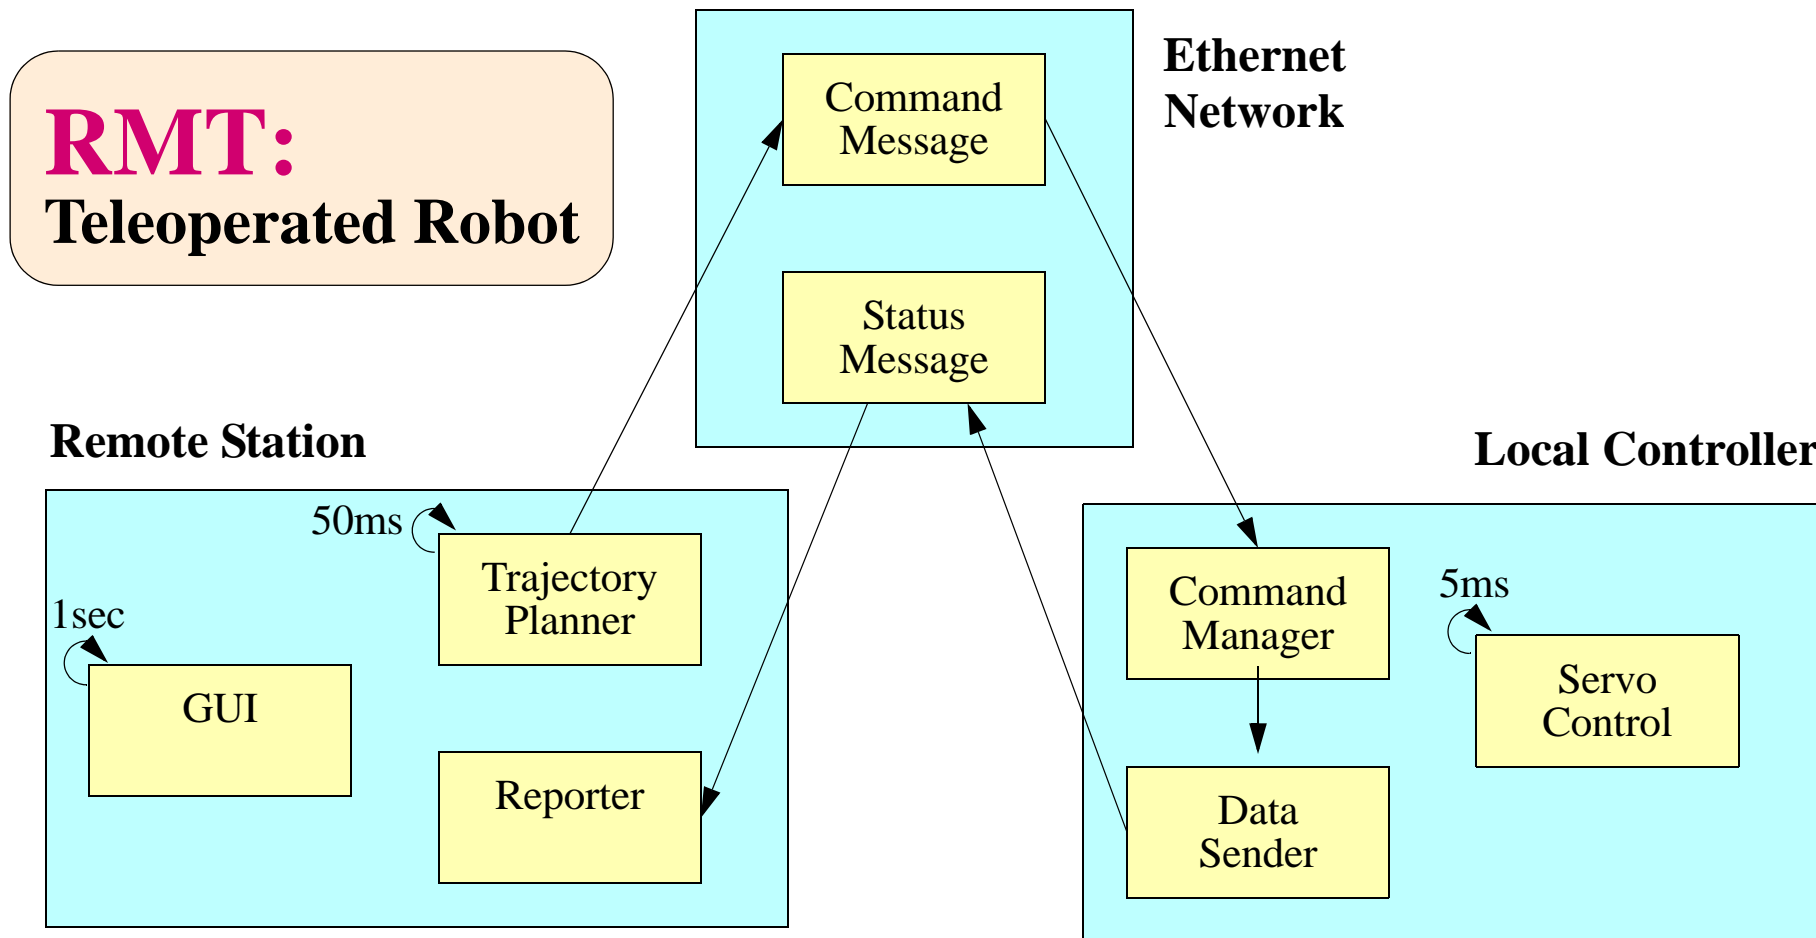 RMT:
Teleoperated Robot
Ethernet
Network
Command
Message
Status
Message
Remote Station
50ms
Trajectory
Planner
1sec
GUI
Reporter
Local Controller
Command
Manager
5ms
Servo
Control
Data
Sender